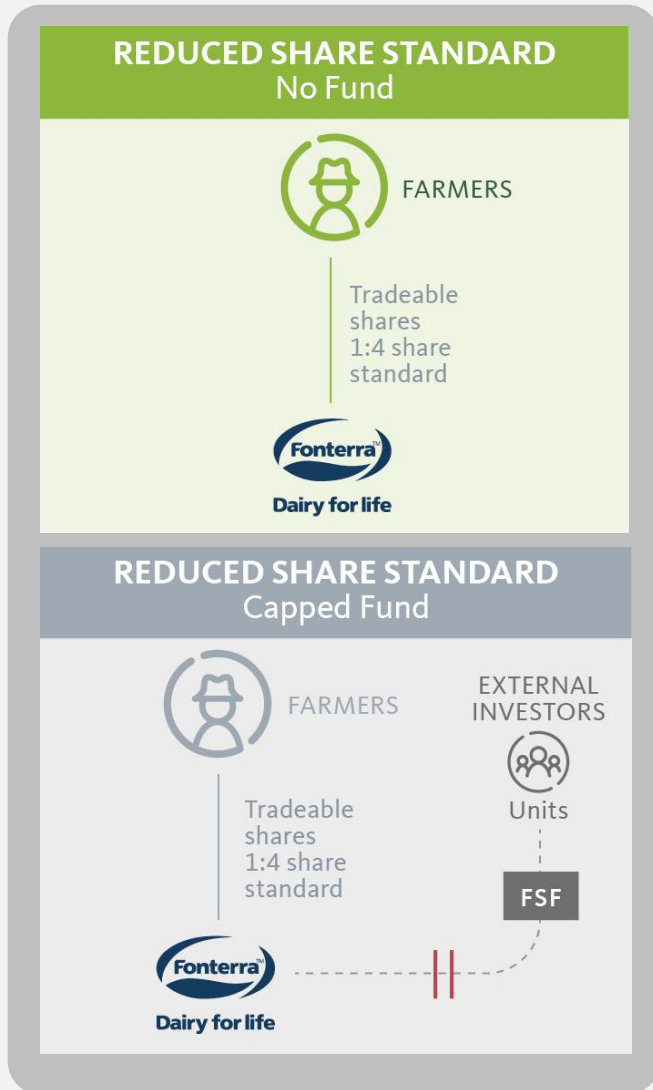 REDUCED SHARE STANDARD
No Fund
FARMERS
Tradeable
shares
1:4 share
standard
Fonterra™
Dairy for life
REDUCED SHARE STANDARD
Capped Fund
FARMERS
EXTERNAL
INVESTORS
Units
Tradeable
shares
1:4 share
standard
FSF
Fonterra™
Dairy for life